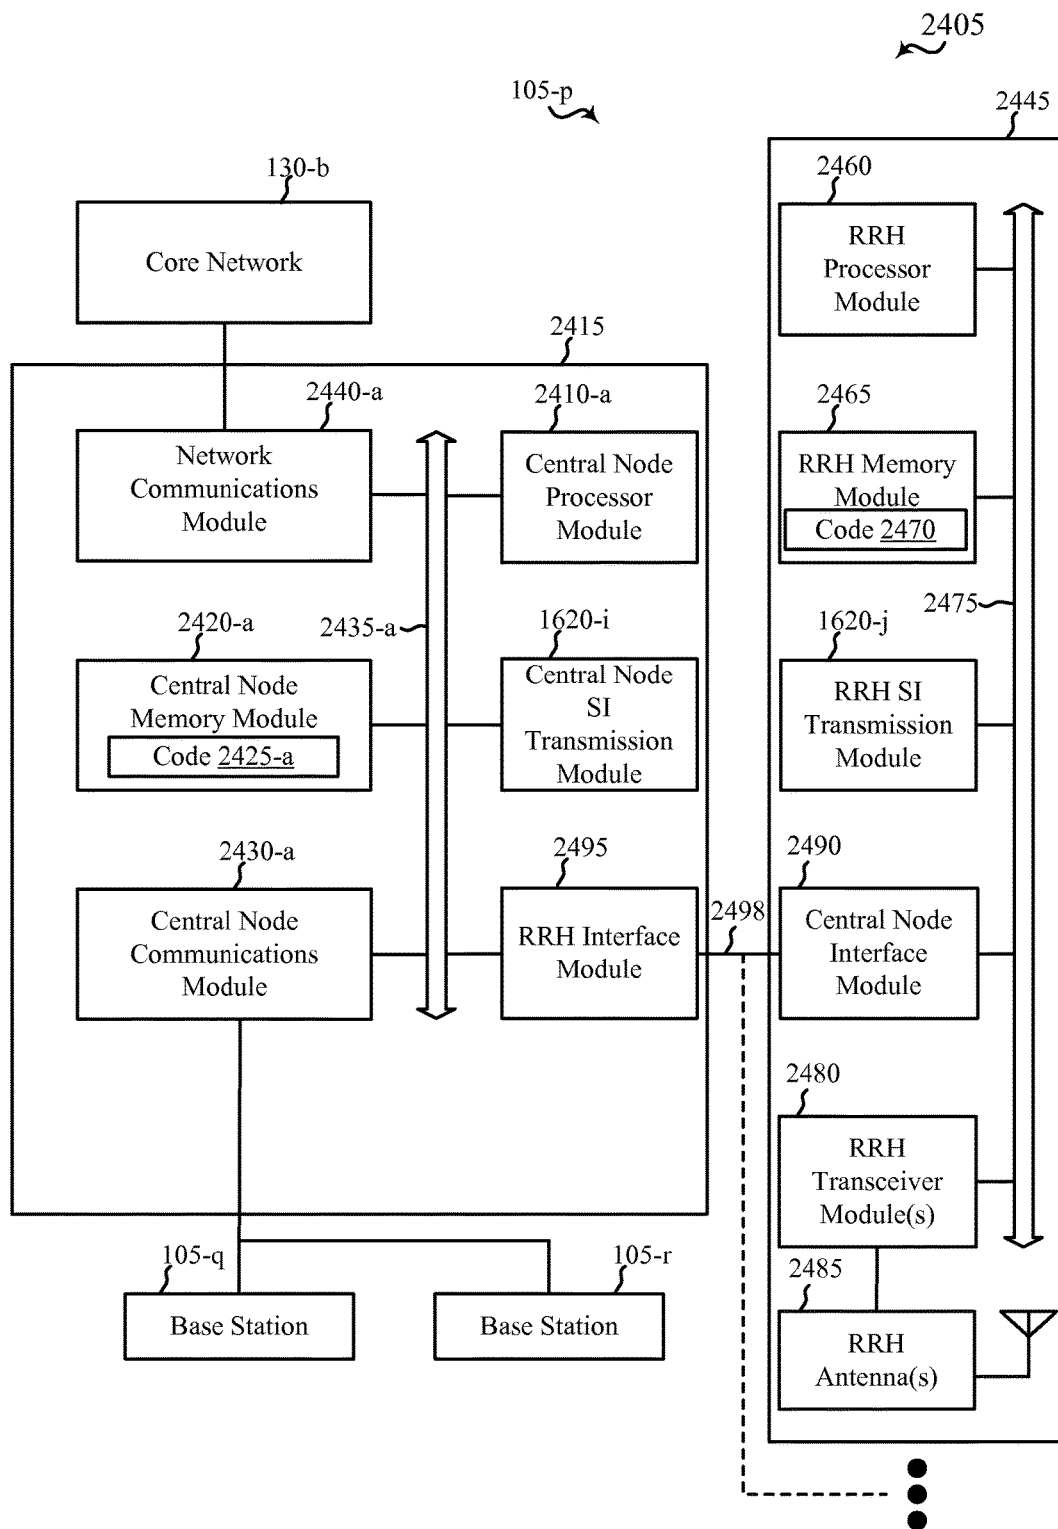 2405
105-p
2445
130-b
Core Network
2460
RRH
Processor
Module
2415
2440-a
Network
Communications
Module
2410-a
Central Node
Processor
Module
2465
RRH Memory
Module
Code 2470
2420-a
Central Node
Memory Module
Code 2425-a
2435-a
1620-i
Central Node
SI
Transmission
Module
2475
1620-j
RRH SI
Transmission
Module
2430-a
Central Node
Communications
Module
2495
RRH Interface
Module
2498
2490
Central Node
Interface
Module
2480
RRH
Transceiver
Module(s)
105-q
Base Station
105-r
Base Station
2485
RRH
Antenna(s)